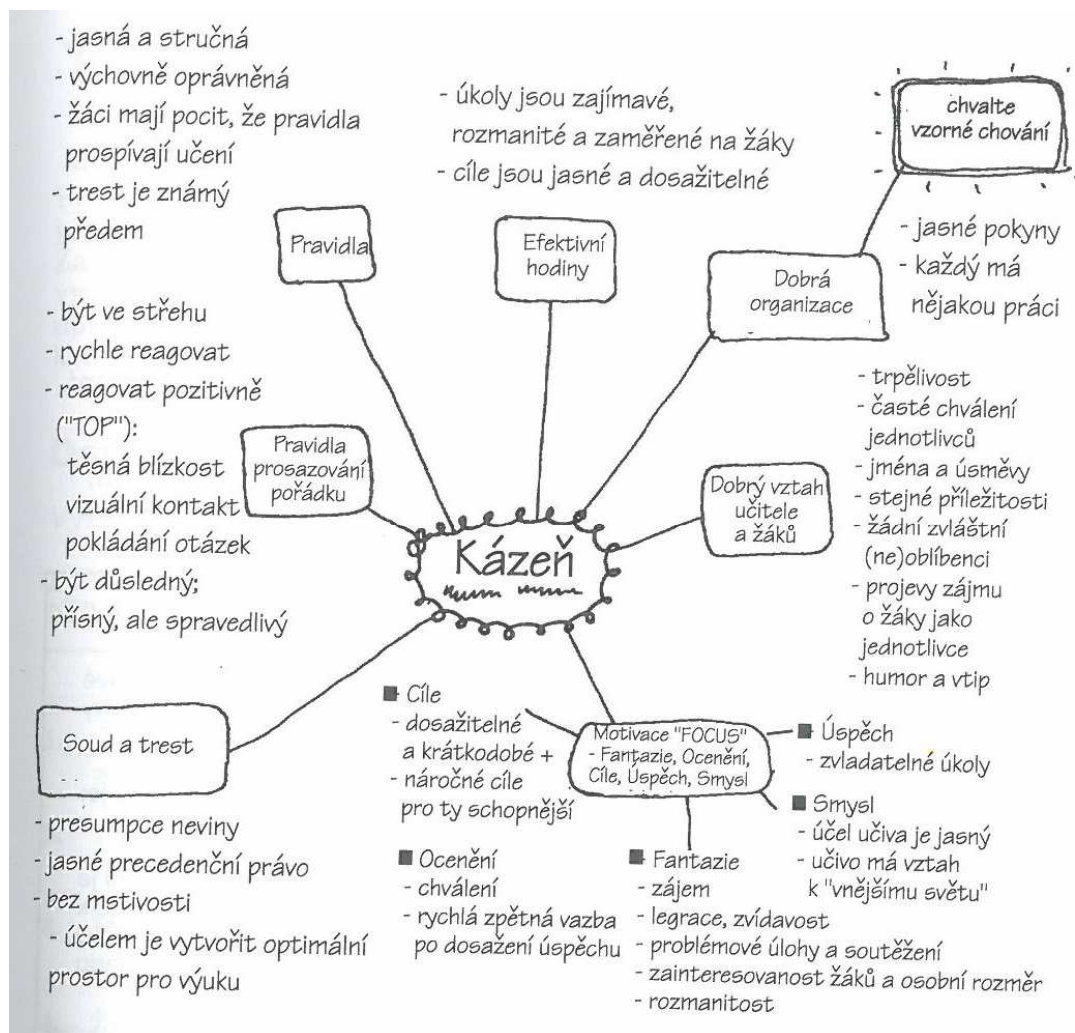 - jasná a stručná
- výchovně oprávněná
- žáci mají pocit, že pravidla
prospívají učení
- trest je známý
předem
Pravidla
- úkoly jsou zajímavé,
rozmanité a zaměřené na žáky
- cíle jsou jasné a dosažitelné
Efektivní
hodiny
chvalte
vzorné chování
Dobrá
organizace
- jasné pokyny
- každý má
nějakou práci
- být ve střehu
- rychle reagovat
- reagovat pozitivně
("TOP"):
těsná blízkost
vizuální kontakt
pokládání otázek
- být důsledný;
přísný, ale spravedlivý
Pravidla
prosazování
pořádku
Kázeň
Dobrý vztah
učitele
a žáků
- trpělivost
- časté chválení
jednotlivců
- jména a úsměvy
- stejné příležitosti
- žádní zvláštní
(ne)oblíbenci
- projevy zájmu
o žáky jako
jednotlivce
- humor a vtip
Soud a trest
- presumpce neviny
- jasné precedenční právo
- bez mstivosti
- účelem je vytvořit optimální
prostor pro výuku
Motivace "FOCUS"
- Fantazie, Ocenění,
Cíle, Úspěch, Smysl
■ Cíle
- dosažitelné
a krátkodobé +
- náročné cíle
pro ty schopnější
■ Úspěch
- zvladatelné úkoly
■ Smysl
- účel učiva je jasný
- učivo má vztah
k "vnějšímu světu"
■ Ocenění
- chválení
- rychlá zpětná vazba
po dosažení úspěchu
■ Fantazie
- zájem
- legrace, zvídavost
- problémové úlohy a soutěžení
- zainteresovanost žáků a osobní rozměr
- rozmanitost